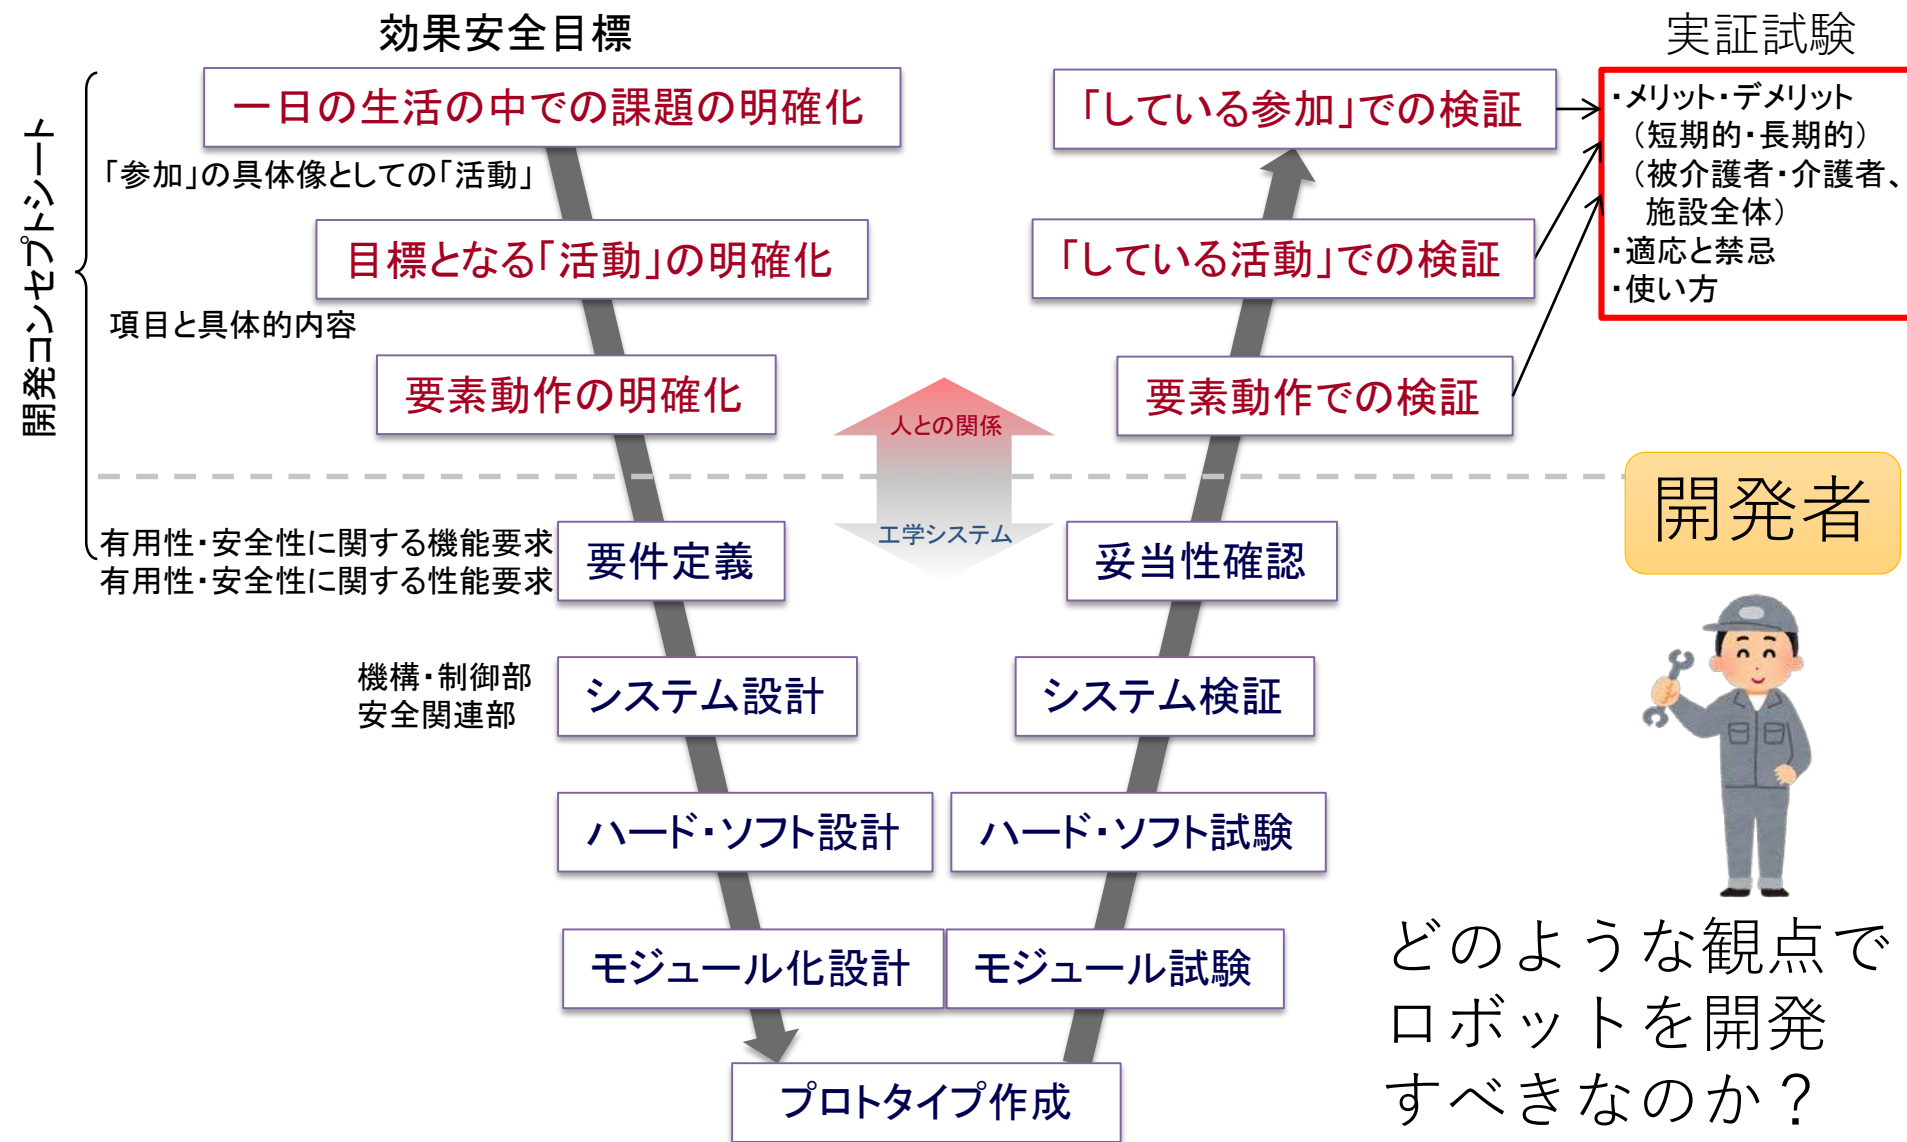 効果安全目標
実証試験
開発コンセプトシート
一日の生活の中での課題の明確化
「参加」の具体像としての「活動」
目標となる「活動」の明確化
項目と具体的内容
要素動作の明確化
有用性・安全性に関する機能要求
有用性・安全性に関する性能要求
要件定義
機構・制御部
安全関連部
システム設計
ハード・ソフト設計
モジュール化設計
プロトタイプ作成
モジュール試験
ハード・ソフト試験
システム検証
妥当性確認
要素動作での検証
「している活動」での検証
「している参加」での検証
人との関係
工学システム
・メリット・デメリット
（短期的・長期的）
（被介護者・介護者、
施設全体）
・適応と禁忌
・使い方
開発者
どのような観点で
ロボットを開発
すべきなのか？